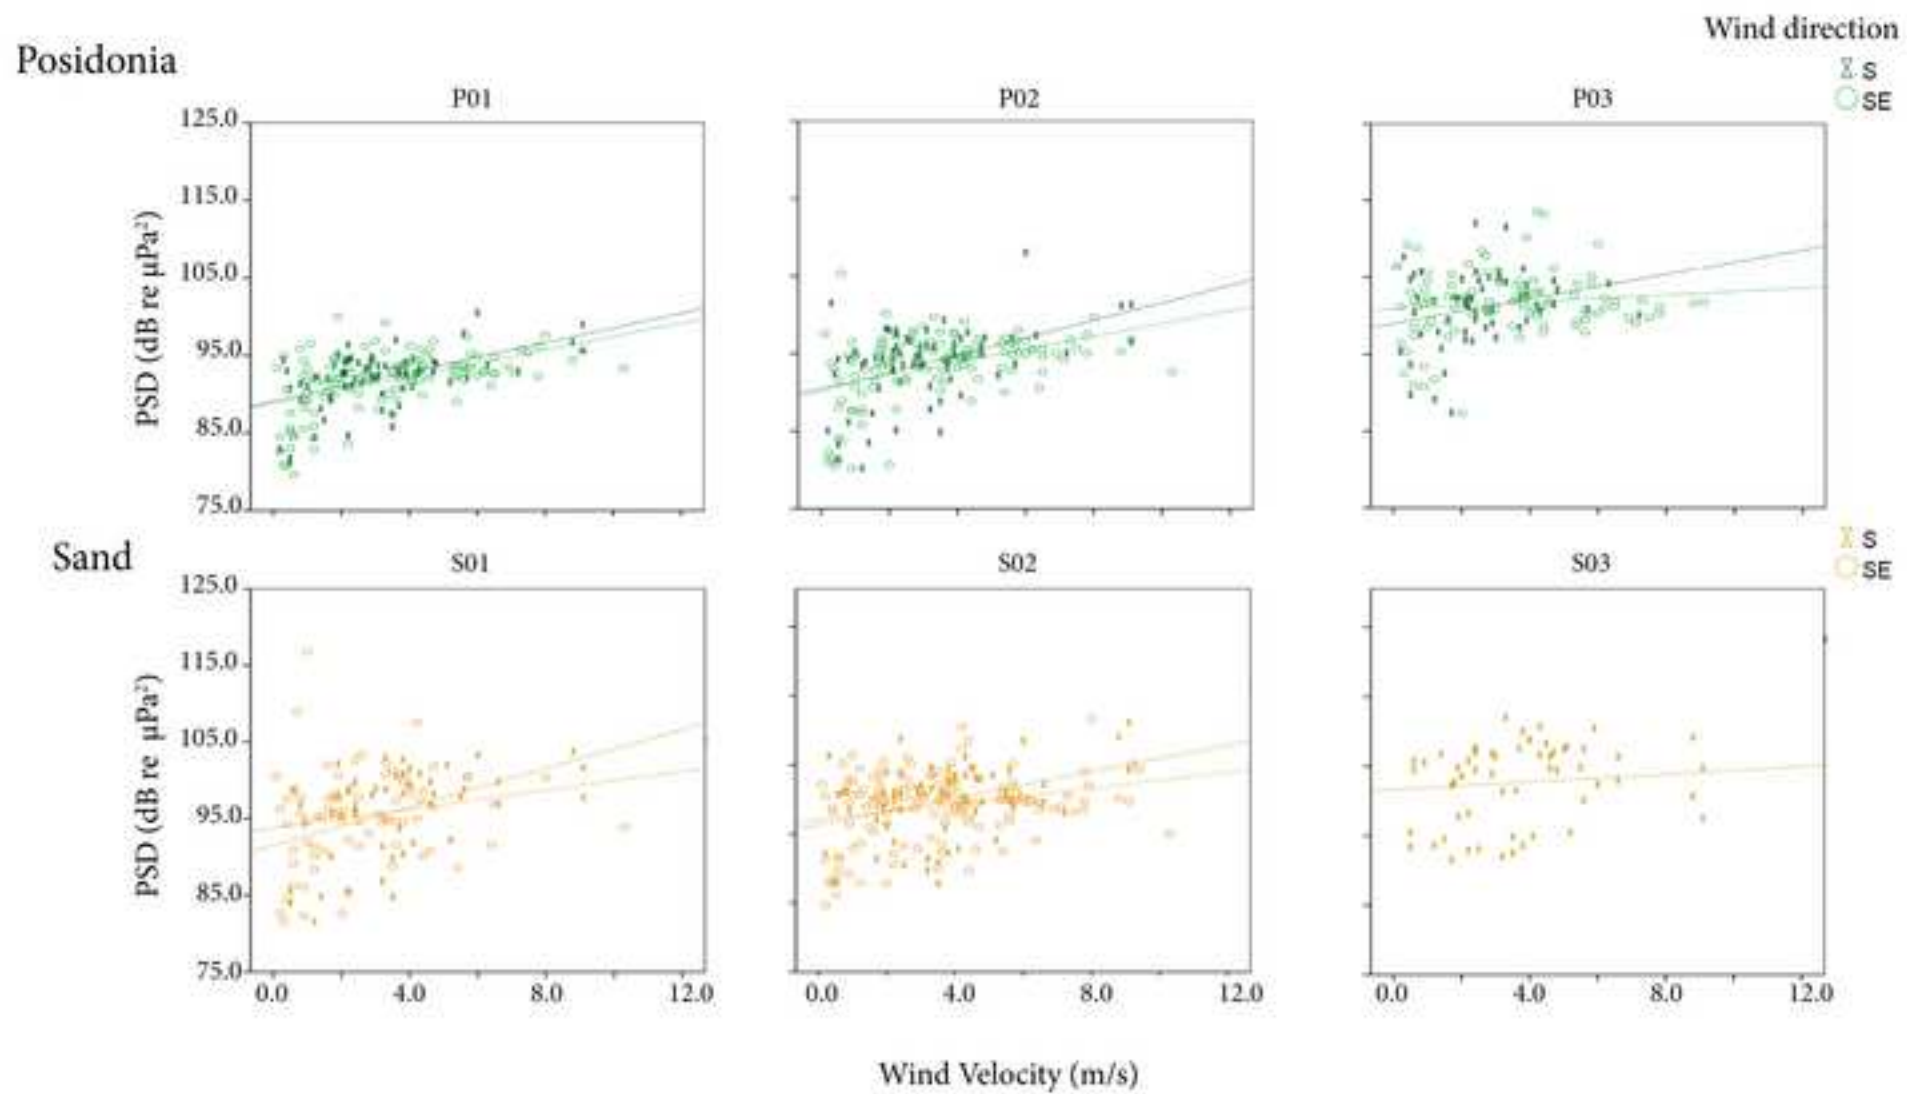 Wind direction
Posidonia
S
SE
P01
P02
P03
125.0
115.0
105.0
95.0
85.0
75.0
PSD (dB re µPa²)
Sand
S
SE
S01
S02
S03
125.0
115.0
105.0
95.0
85.0
75.0
PSD (dB re µPa²)
0.0 4.0 8.0 12.0
0.0 4.0 8.0 12.0
0.0 4.0 8.0 12.0
Wind Velocity (m/s)